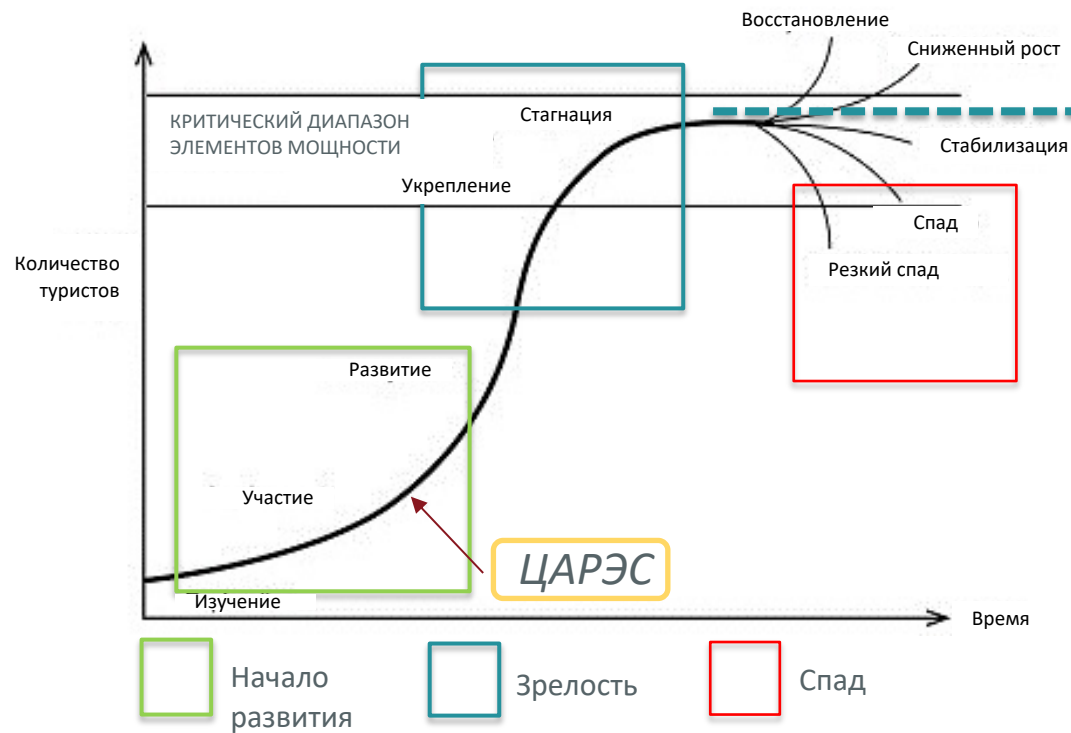 Восстановление
Сниженный рост
КРИТИЧЕСКИЙ ДИАПАЗОН
ЭЛЕМЕНТОВ МОЩНОСТИ
Стагнация
Стабилизация
Укрепление
Спад
Количество
туристов
Резкий спад
Развитие
Участие
ЦАРЭС
Изучение
Время
Начало
развития
Зрелость
Спад